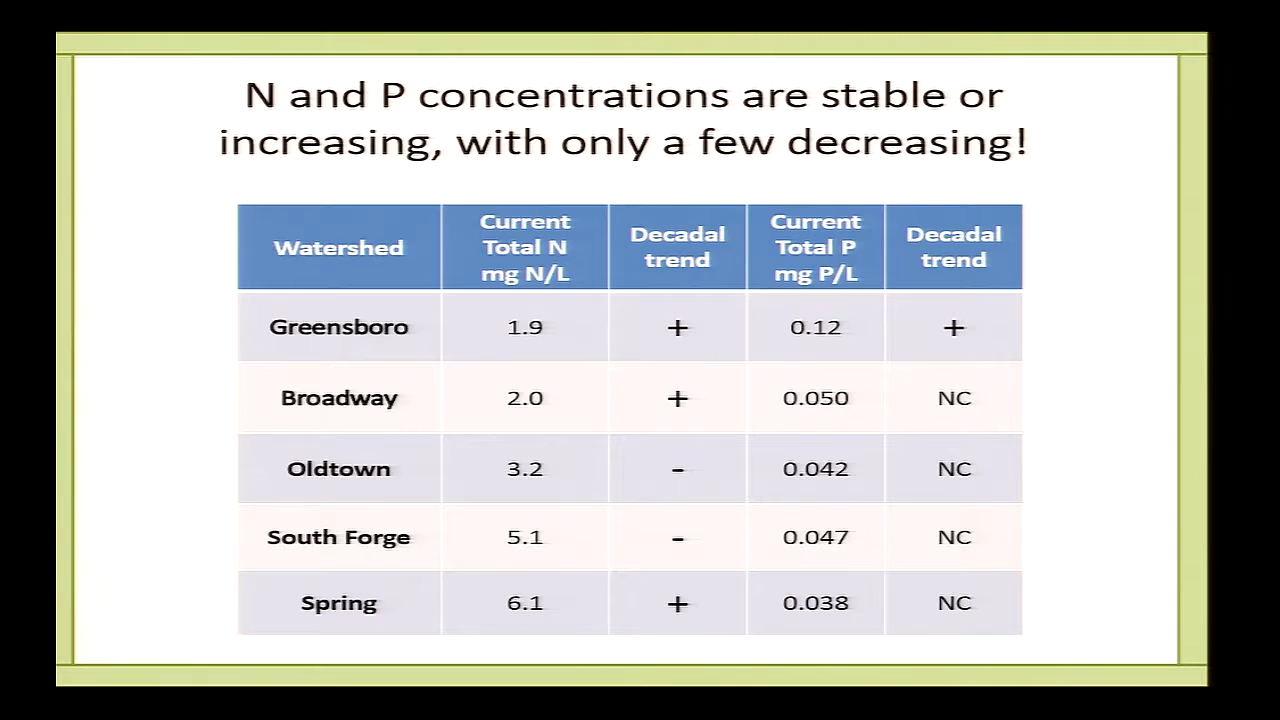 N and P concentrations are stable or
increasing, with only a few decreasing!
Watershed
Current
Total N
mg N/L
Decadal
trend
Current
Total P
mg P/L
Decadal
trend
Greensboro 1.9 + 0.12 +
Broadway 2.0 + 0.050 NC
Oldtown 3.2 - 0.042 NC
South Forge 5.1 - 0.047 NC
Spring 6.1 + 0.038 NC